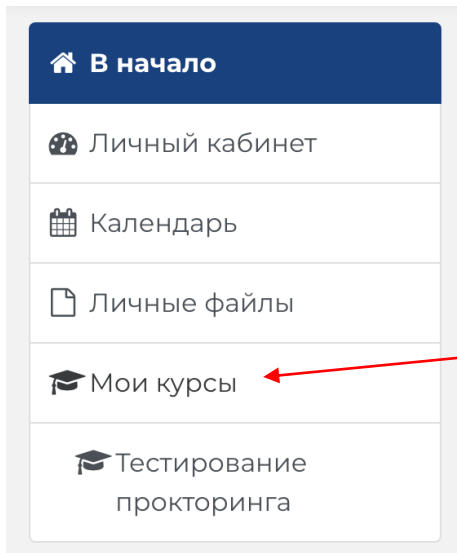 В начало
Личный кабинет
Календарь
Личные файлы
Мои курсы
Тестирование
прокторинга